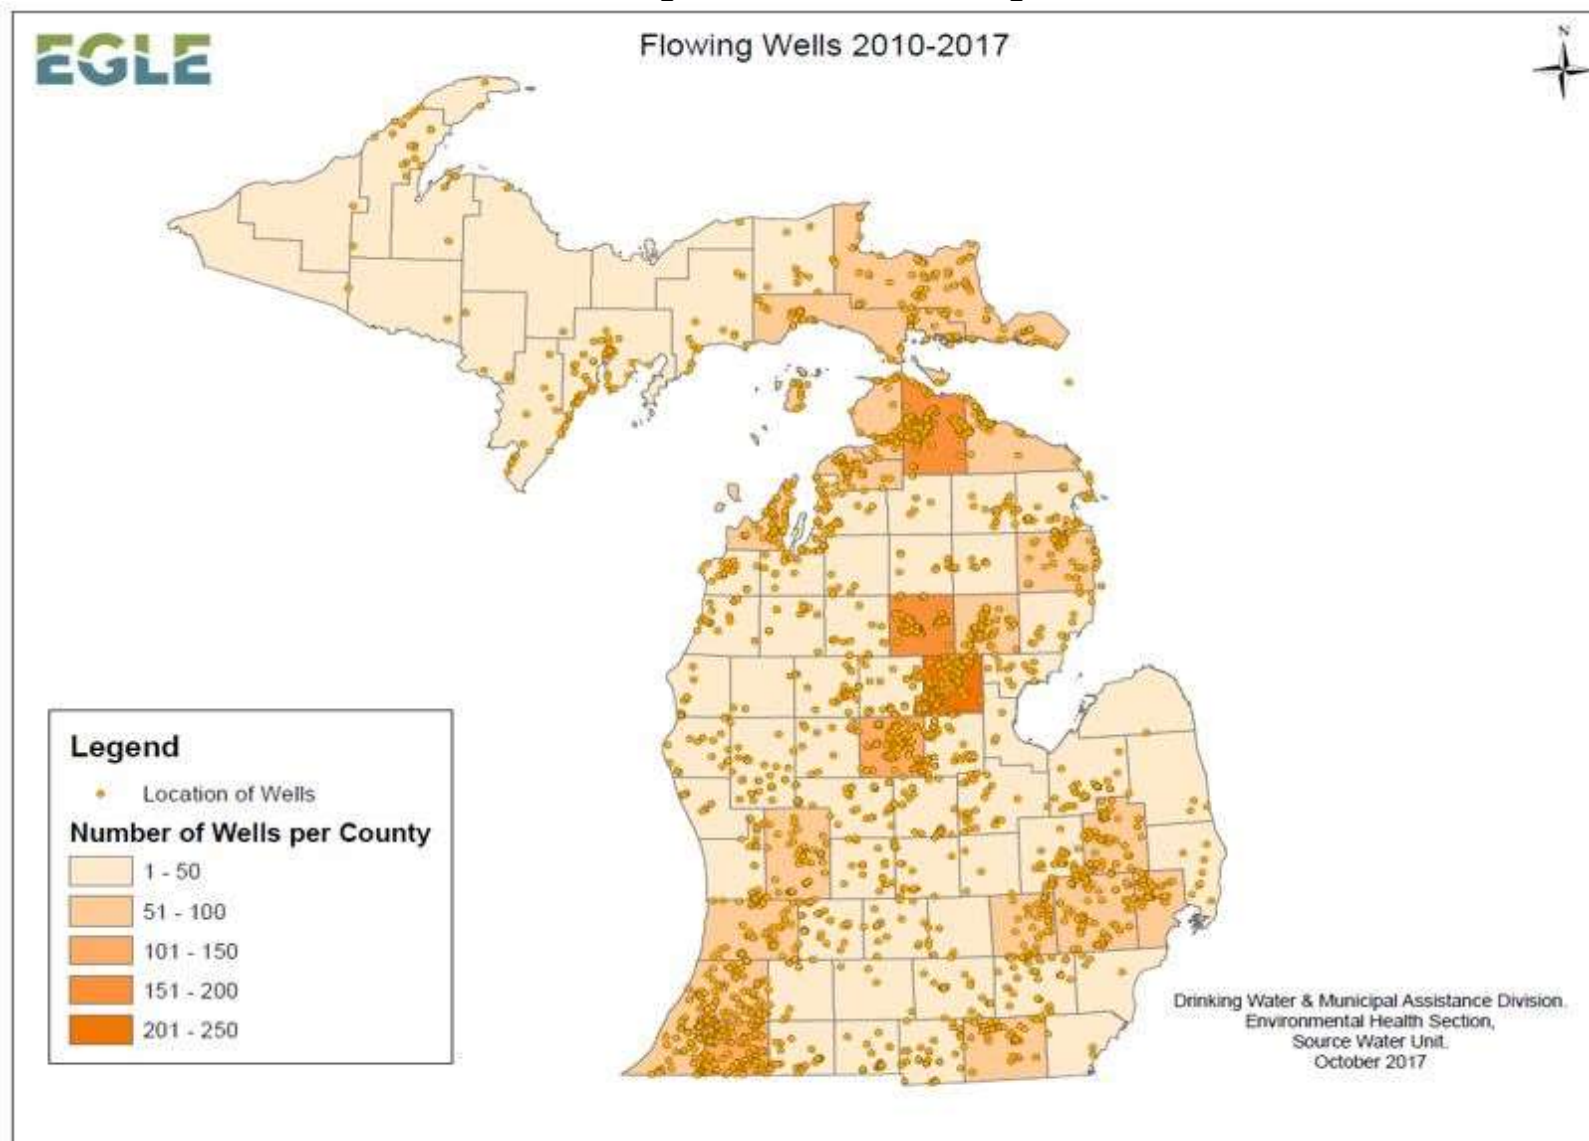 EGLE
Flowing Wells 2010-2017
N
Legend
Location of Wells
Number of Wells per County
1 - 50
51 - 100
101 - 150
151 - 200
201 - 250
Drinking Water & Municipal Assistance Division.
Environmental Health Section,
Source Water Unit.
October 2017